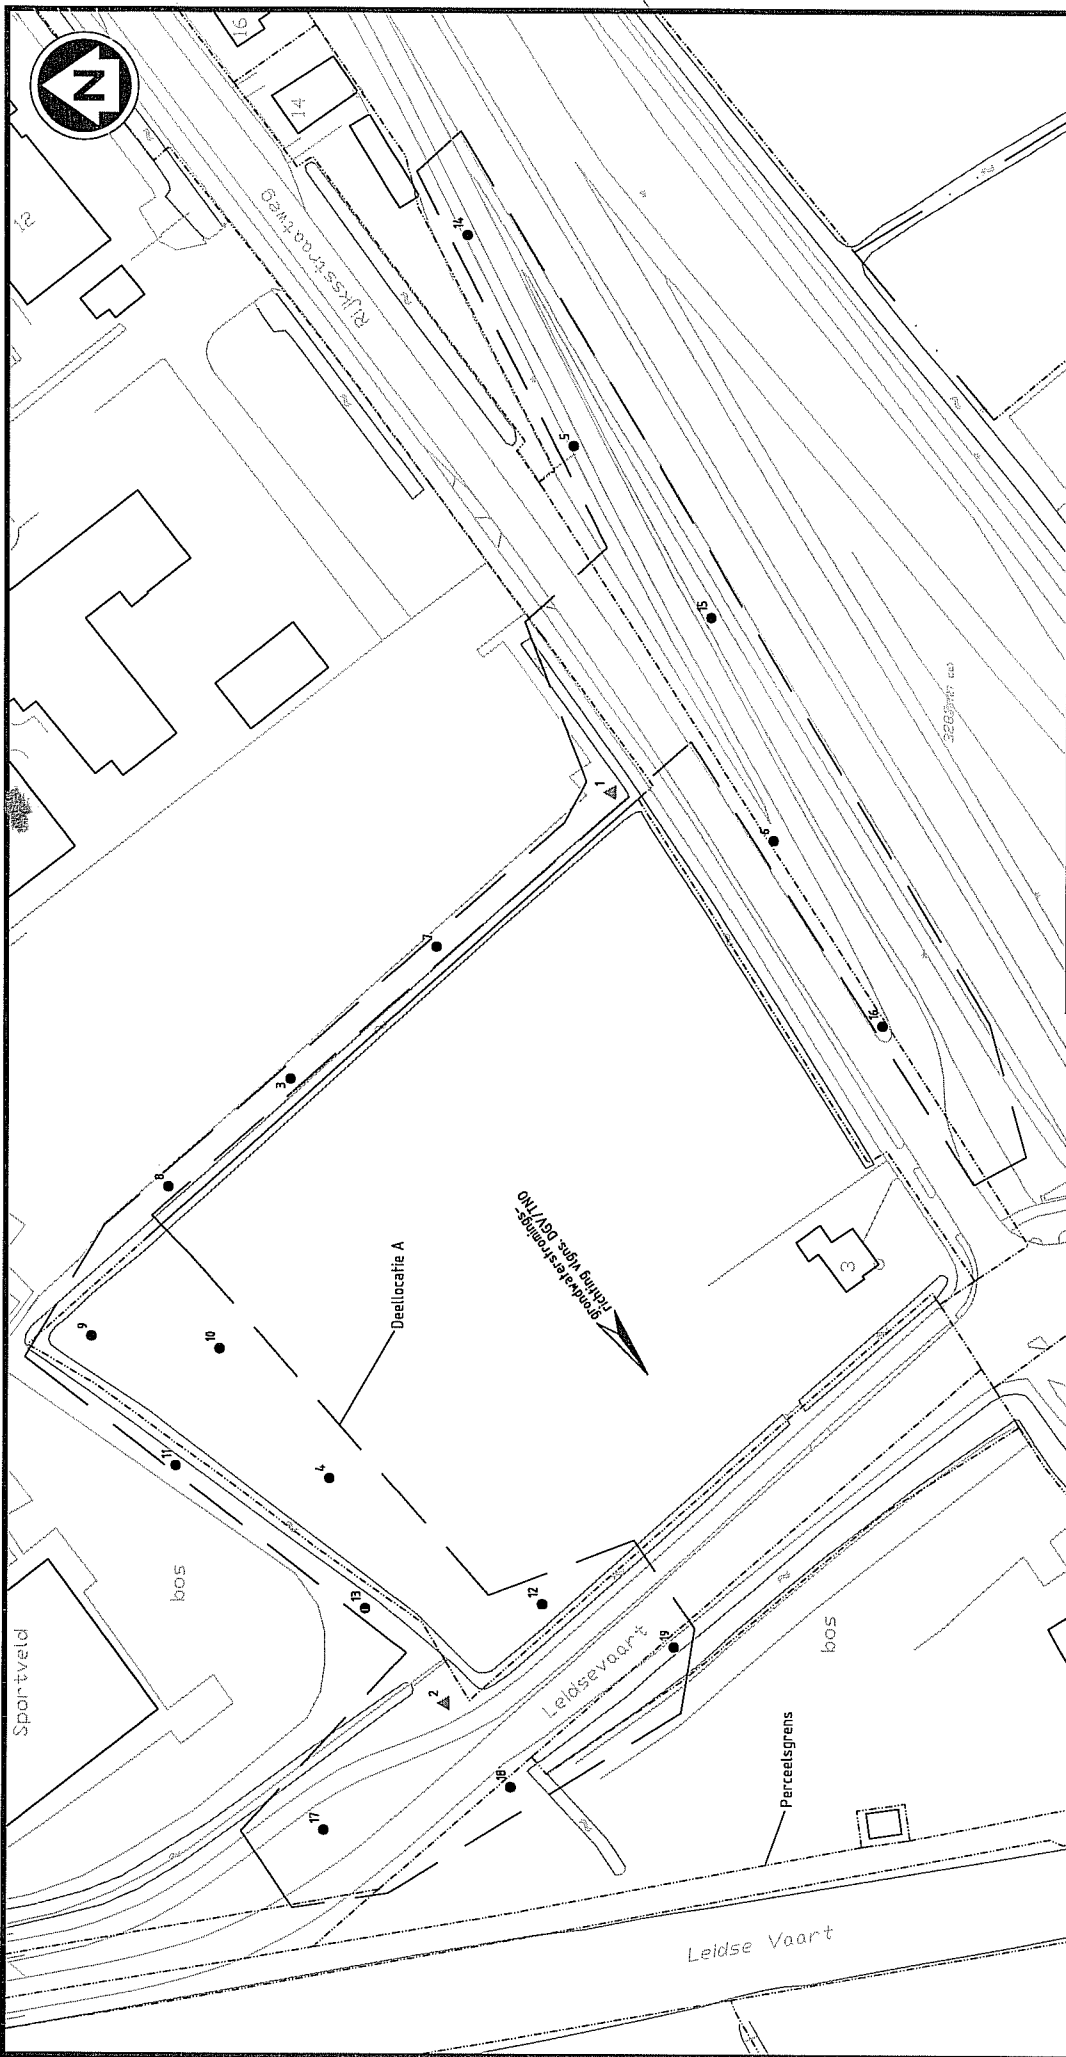 N
16
14
12
Rijksstraatweg
14
5
15
6
16
1
7
3
8
9
10
11
4
13
12
2
17
18
19
Deellocatie A
grondwaterstromings-
richting vlgns. DGV/TNO
3
Sportveld
bos
Leidsevaart
bos
Perceelsgrens
Leidse Vaart